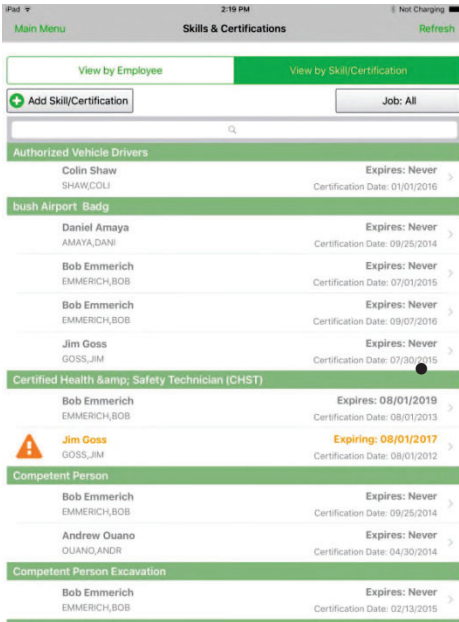 iPad
2:19 PM
Not Charging
Main Menu
Skills & Certifications
Refresh
View by Employee
View by Skill/Certification
Add Skill/Certification
Job: All
Authorized Vehicle Drivers
Colin Shaw
Expires: Never
SHAW,COLI
Certification Date: 01/01/2016
bush Airport Badg
Daniel Amaya
Expires: Never
AMAYA,DANI
Certification Date: 09/25/2014
Bob Emmerich
Expires: Never
EMMERICH,BOB
Certification Date: 07/01/2015
Bob Emmerich
Expires: Never
EMMERICH,BOB
Certification Date: 09/07/2016
Jim Goss
Expires: Never
GOSS,JIM
Certification Date: 07/30/2015
Certified Health &amp; Safety Technician (CHST)
Bob Emmerich
Expires: 08/01/2019
EMMERICH,BOB
Certification Date: 08/01/2013
Jim Goss
Expiring: 08/01/2017
GOSS,JIM
Certification Date: 08/01/2012
Competent Person
Bob Emmerich
Expires: Never
EMMERICH,BOB
Certification Date: 09/25/2014
Andrew Ouano
Expires: Never
OUANO,ANDR
Certification Date: 04/30/2014
Competent Person Excavation
Bob Emmerich
Expires: Never
EMMERICH,BOB
Certification Date: 02/13/2015